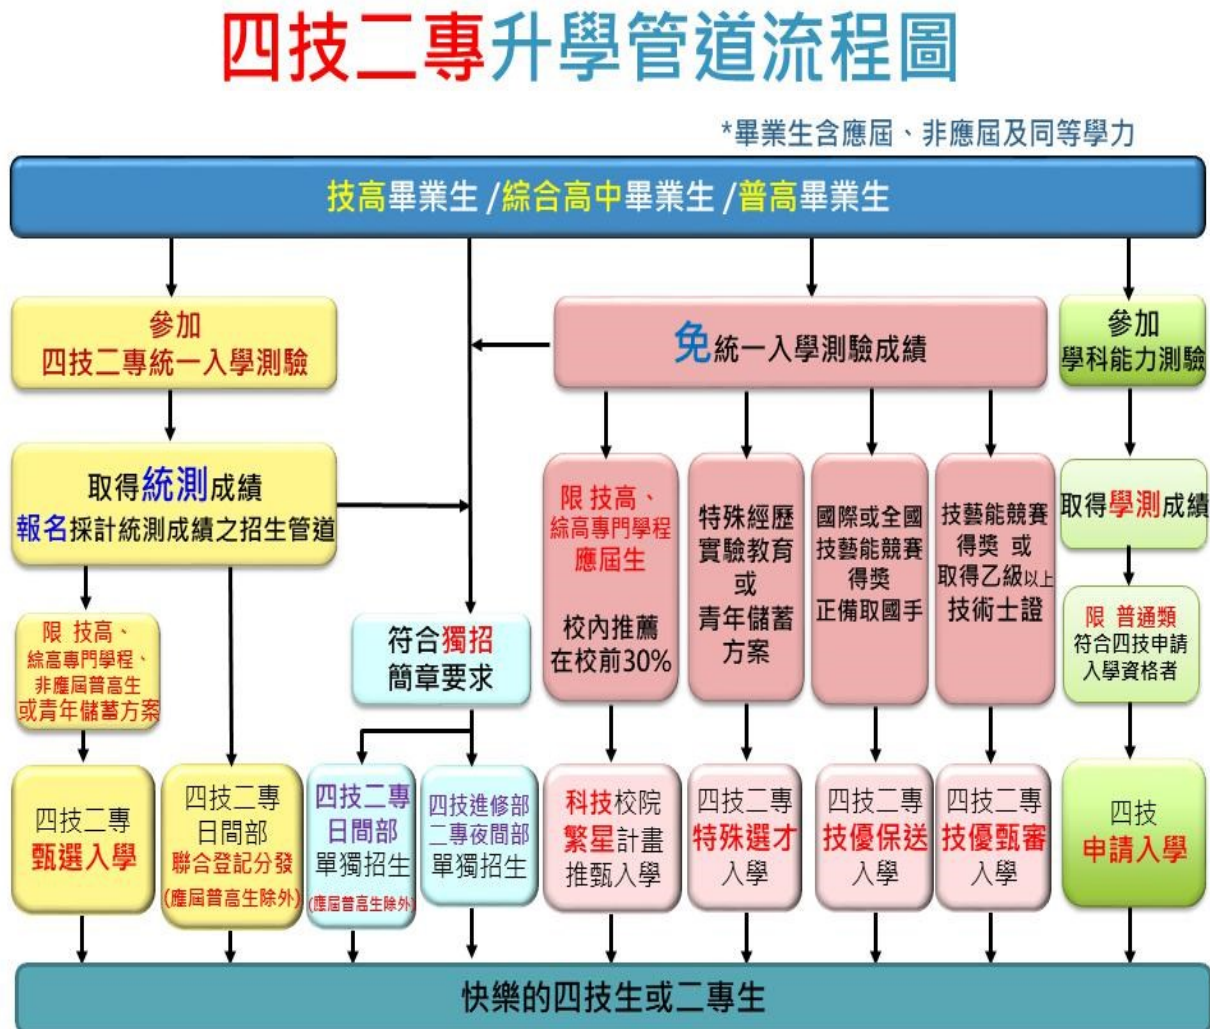 四技二專升學管道流程圖
*畢業生含應屆、非應屆及同等學力
技高畢業生 /綜合高中畢業生 /普高畢業生
參加
四技二專統一入學測驗
免統一入學測驗成績
參加
學科能力測驗
取得統測成績
報名採計統測成績之招生管道
限 技高、
綜高專門學程
應屆生
校內推薦
在校前30%
特殊經歷
實驗教育
或
青年儲蓄
方案
國際或全國
技藝能競賽
得獎
正備取國手
技藝能競賽
得獎 或
取得乙級以上
技術士證
取得學測成績
限 技高、
綜高專門學程、
非應屆普高生
或青年儲蓄方案
符合獨招
簡章要求
限 普通類
符合四技申請
入學資格者
四技二專
甄選入學
四技二專
日間部
聯合登記分發
(應屆普高生除外)
四技二專
日間部
單獨招生
(應屆普高生除外)
四技進修部
二專夜間部
單獨招生
科技校院
繁星計畫
推甄入學
四技二專
特殊選才
入學
四技二專
技優保送
入學
四技二專
技優甄審
入學
四技
申請入學
快樂的四技生或二專生